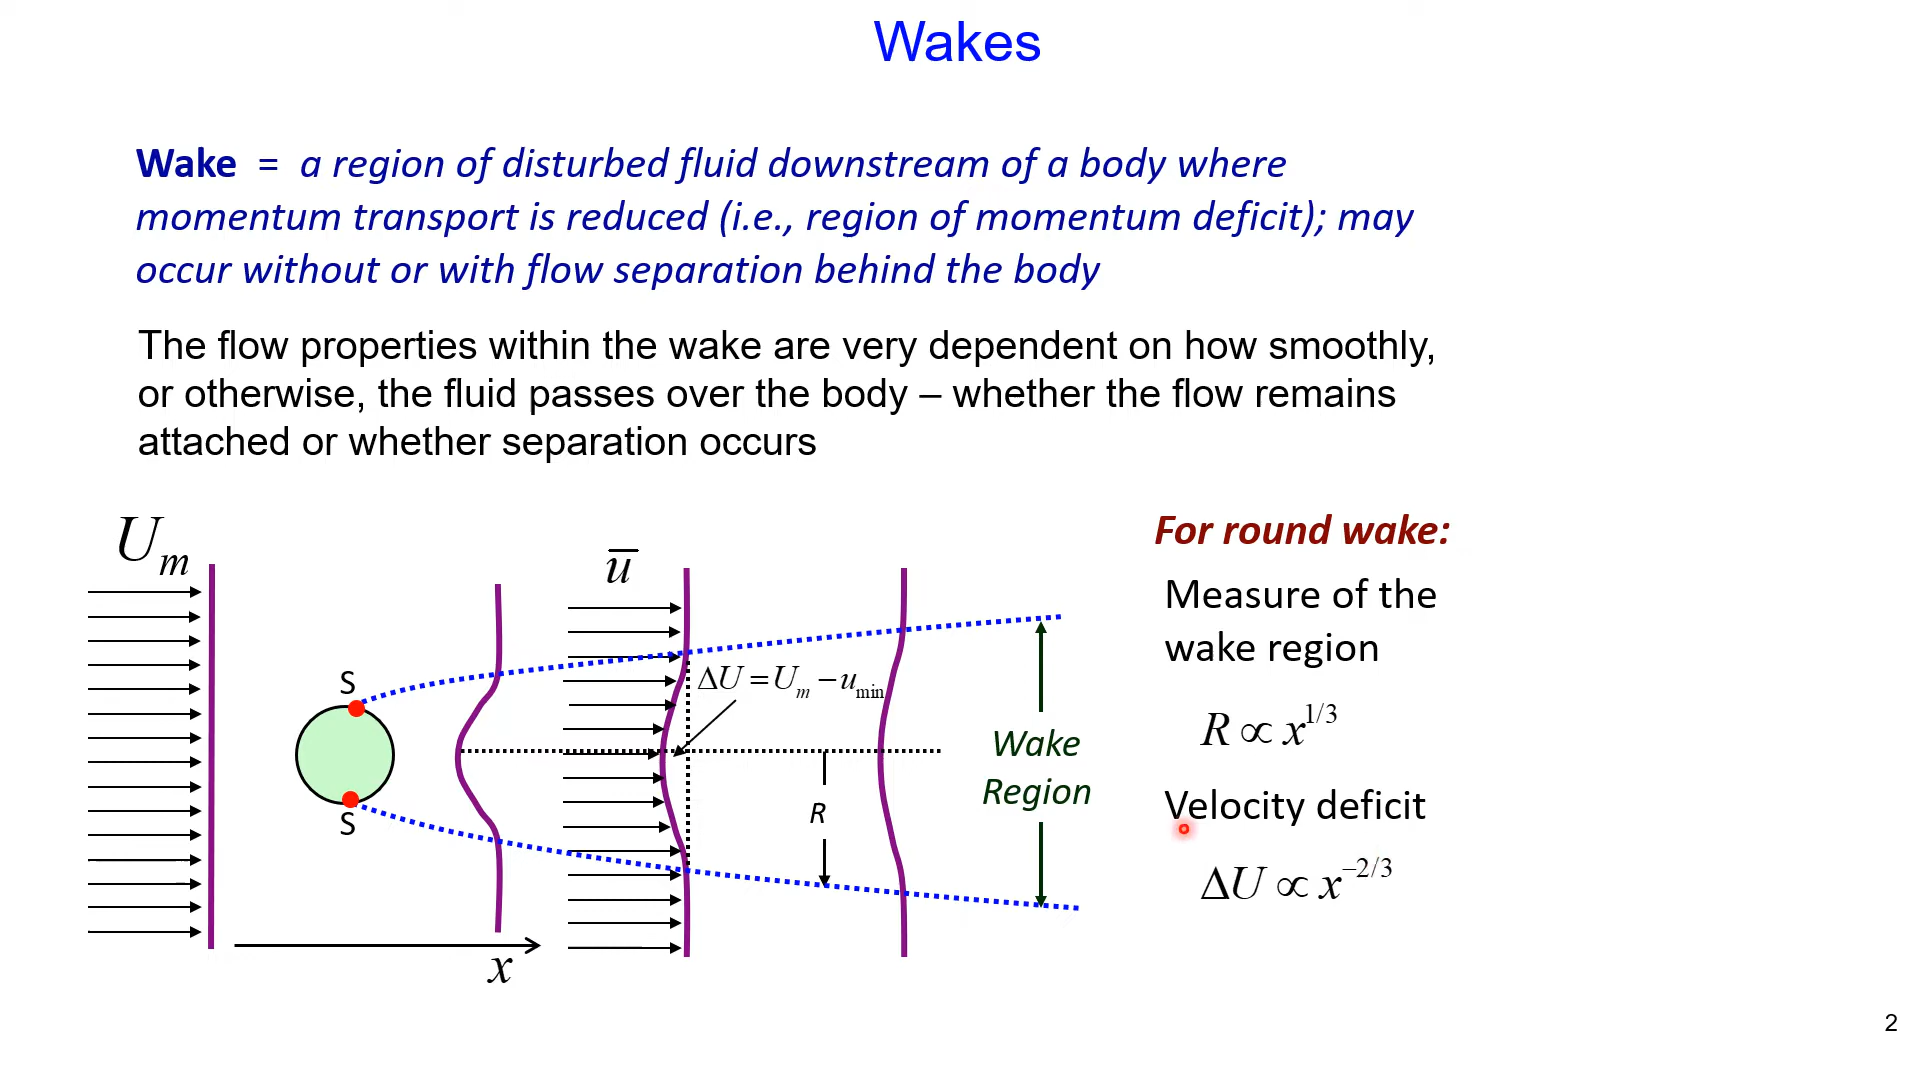 Wakes
Wake = a region of disturbed fluid downstream of a body where
momentum transport is reduced (i.e., region of momentum deficit); may
occur without or with flow separation behind the body
The flow properties within the wake are very dependent on how smoothly,
or otherwise, the fluid passes over the body – whether the flow remains
attached or whether separation occurs
Uₘ
u̅
S
S
ΔU = Uₘ − u_min
R
x
Wake
Region
For round wake:
Measure of the
wake region
R ∝ x^{1/3}
Velocity deficit
ΔU ∝ x^{−2/3}
2